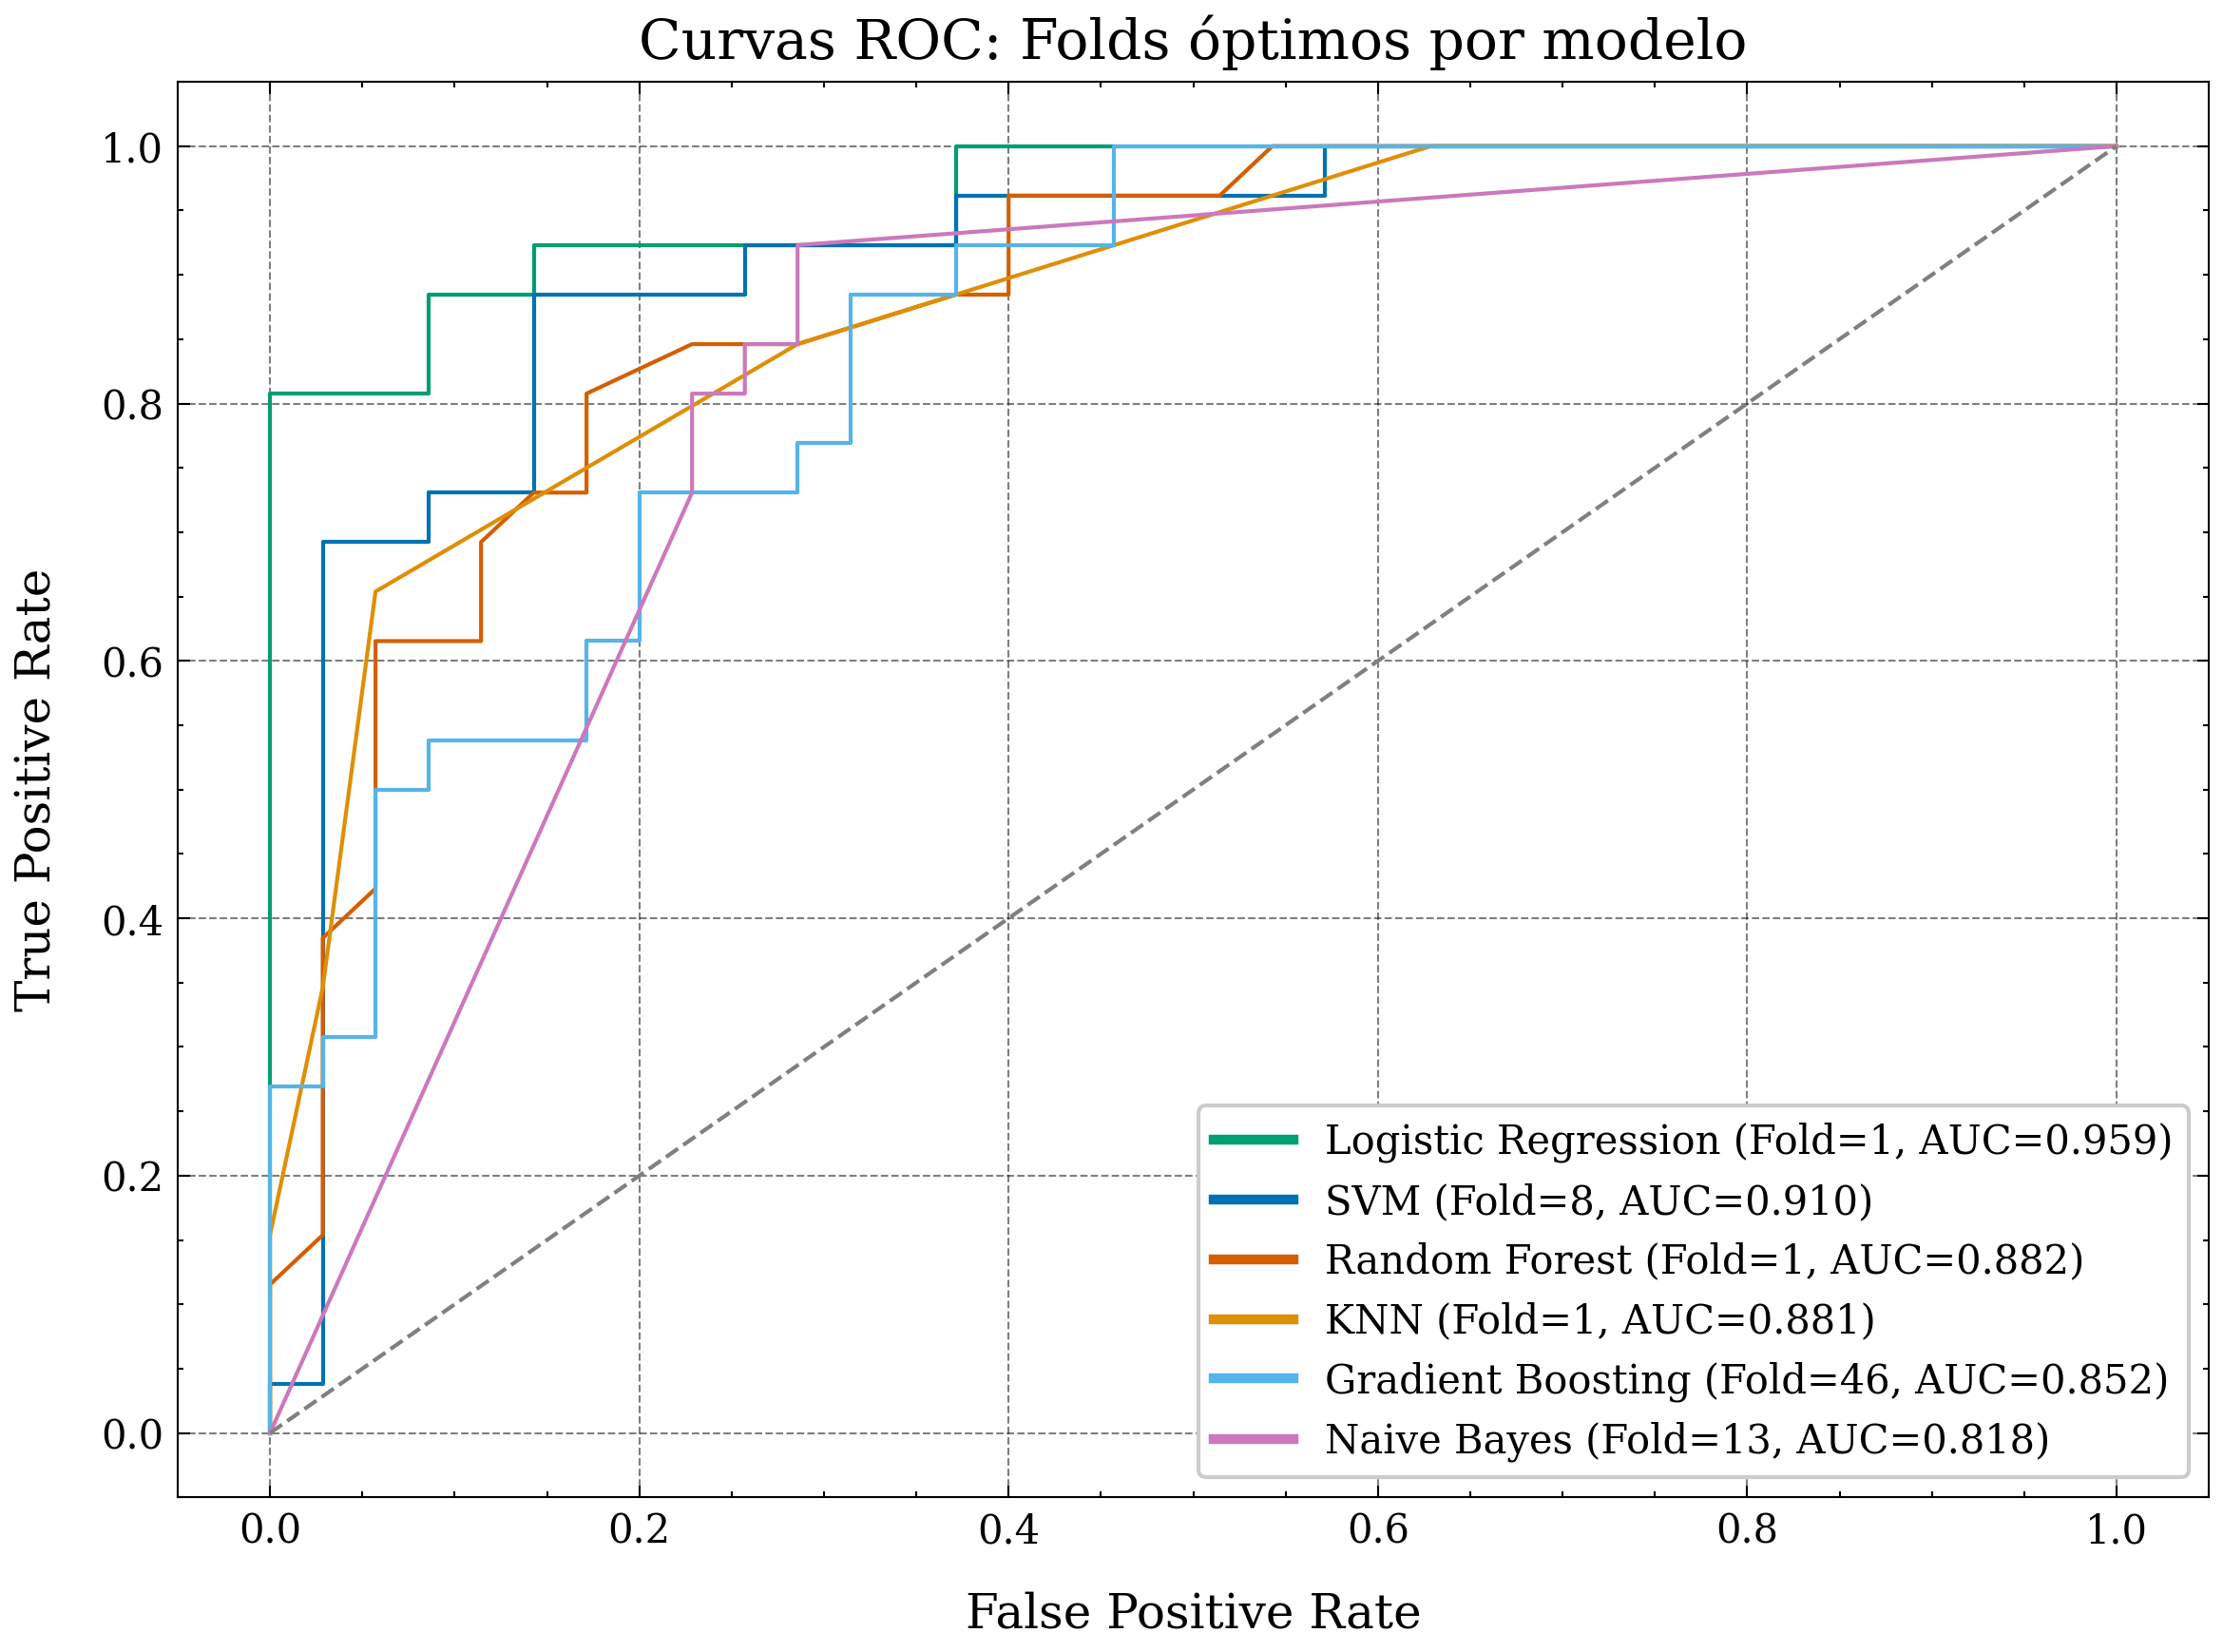 Curvas ROC: Folds óptimos por modelo
True Positive Rate
1.0
0.8
0.6
0.4
0.2
0.0
0.0
0.2
0.4
0.6
0.8
1.0
False Positive Rate
Logistic Regression (Fold=1, AUC=0.959)
SVM (Fold=8, AUC=0.910)
Random Forest (Fold=1, AUC=0.882)
KNN (Fold=1, AUC=0.881)
Gradient Boosting (Fold=46, AUC=0.852)
Naive Bayes (Fold=13, AUC=0.818)